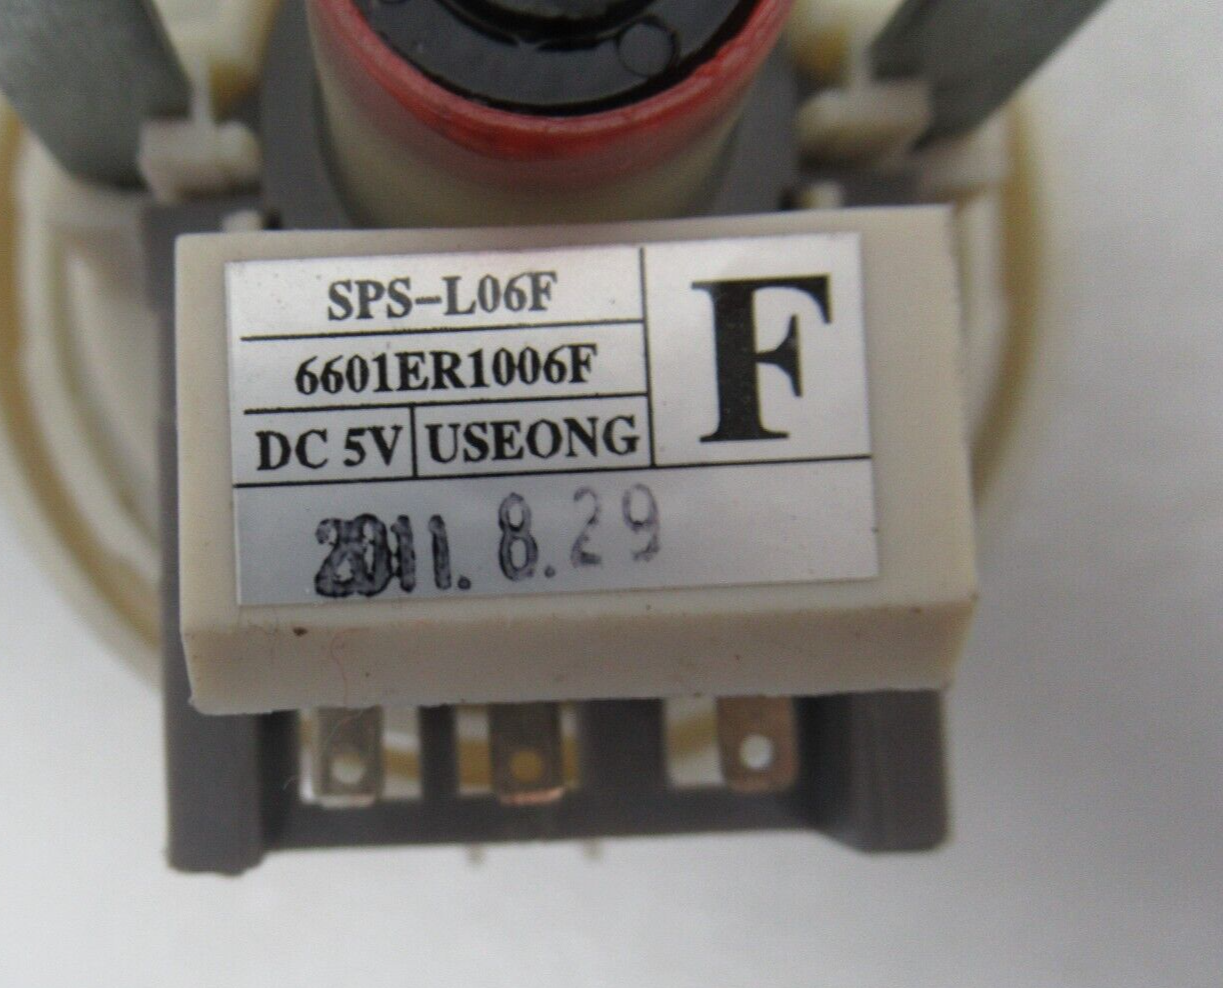 SPS-L06F
F
6601ER1006F
DC 5V USEONG
2011. 8. 29